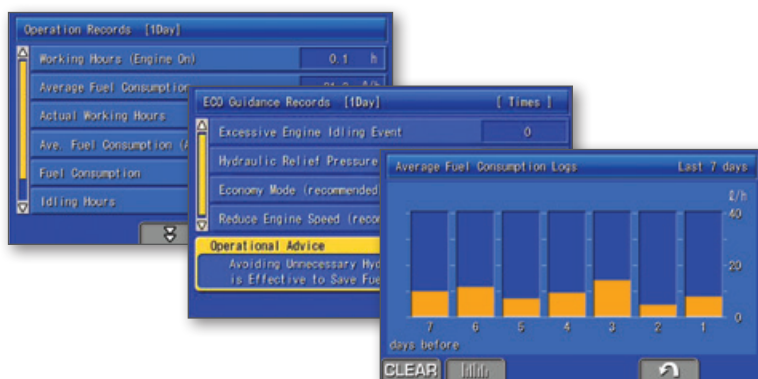 Operation Records [1Day]
Working Hours (Engine On) 0.1 h
Average Fuel Consumption
Actual Working Hours
Ave. Fuel Consumption (A
Fuel Consumption
Idling Hours
ECO Guidance Records [1Day] [ Times ]
Excessive Engine Idling Event 0
Hydraulic Relief Pressure
Economy Mode (recommended
Reduce Engine Speed (recor
Operational Advice
Avoiding Unnecessary Hyd
is Effective to Save Fue
Average Fuel Consumption Logs Last 7 days
ℓ/h
40
20
0
7 6 5 4 3 2 1
days before
CLEAR